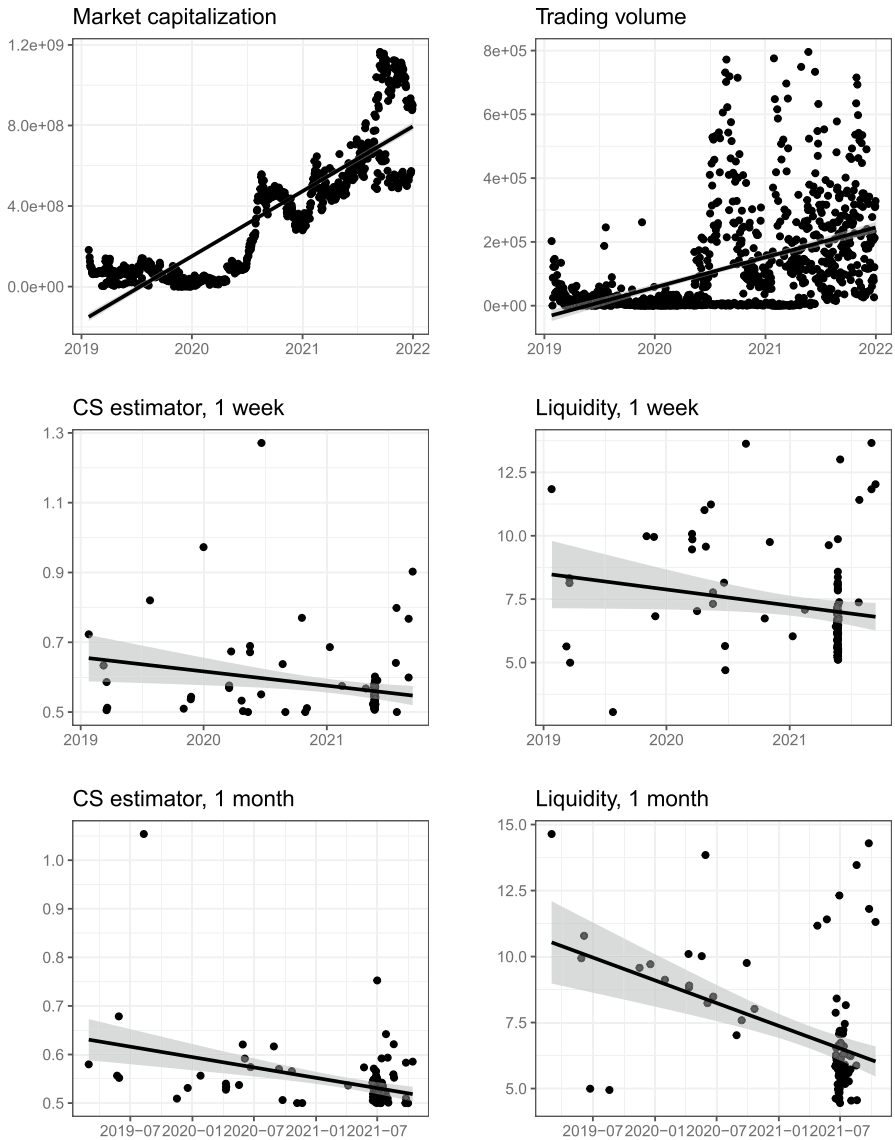 Market capitalization
1.2e+09
8.0e+08
4.0e+08
0.0e+00
2019 2020 2021 2022
Trading volume
8e+05
6e+05
4e+05
2e+05
0e+00
2019 2020 2021 2022
CS estimator, 1 week
1.3
1.1
0.9
0.7
0.5
2019 2020 2021
Liquidity, 1 week
12.5
10.0
7.5
5.0
2019 2020 2021
CS estimator, 1 month
1.0
0.9
0.8
0.7
0.6
0.5
2019-07 2020-01 2020-07 2021-01 2021-07
Liquidity, 1 month
15.0
12.5
10.0
7.5
5.0
2019-07 2020-01 2020-07 2021-01 2021-07